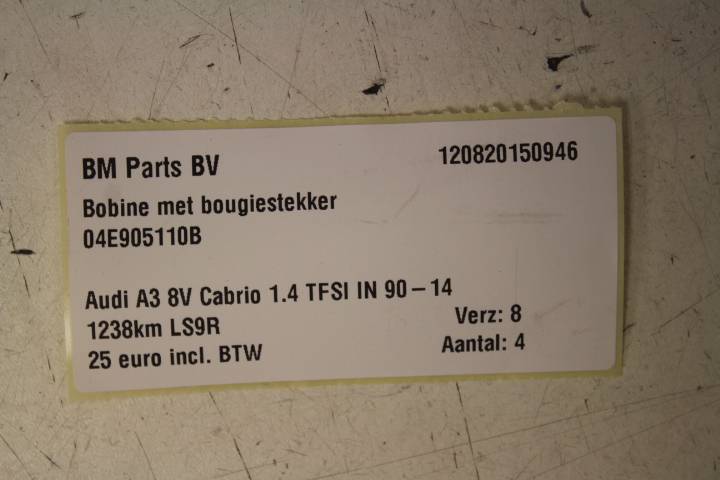 BM Parts BV 120820150946
Bobine met bougiestekker
04E905110B
Audi A3 8V Cabrio 1.4 TFSI IN 90-14
1238km LS9R Verz: 8
25 euro incl. BTW Aantal: 4